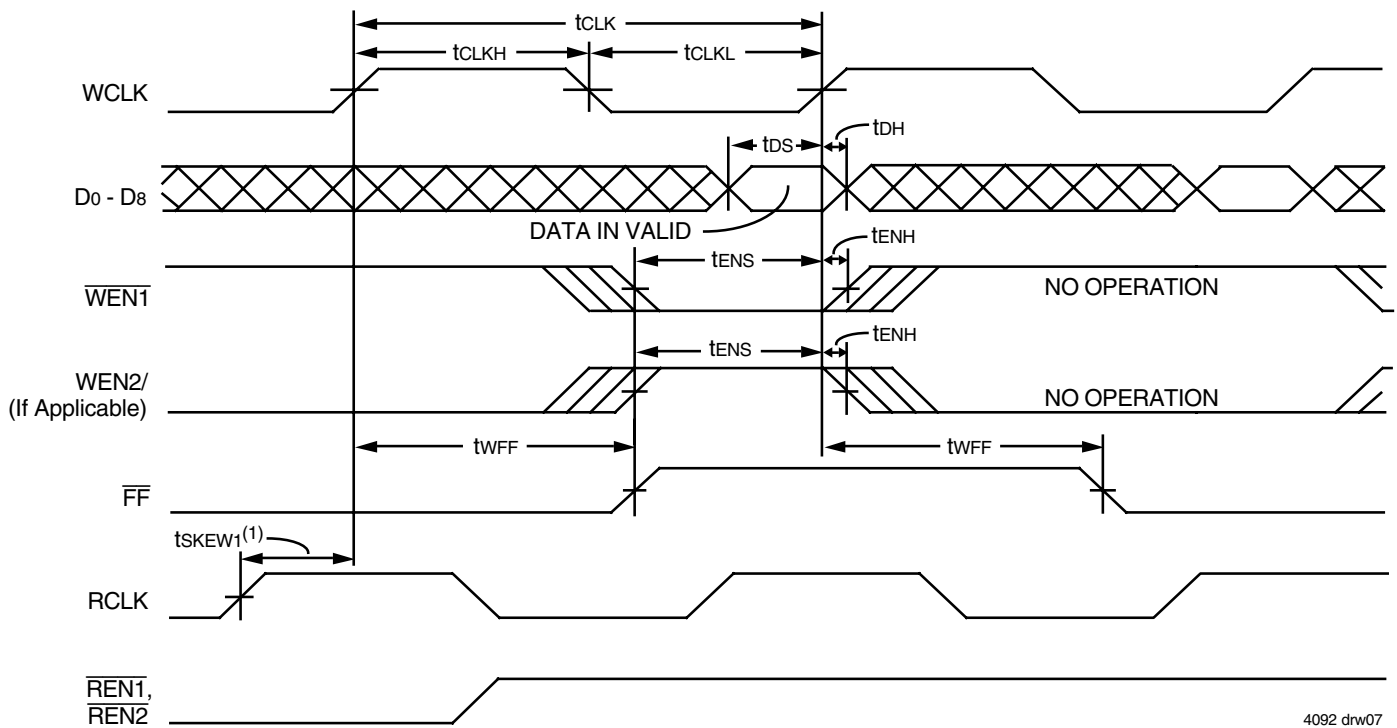 tCLK
tCLKH
tCLKL
WCLK
tDS
tDH
D0 - D8
DATA IN VALID
tENS
tENH
WEN1
NO OPERATION
tENS
tENH
WEN2/
(If Applicable)
NO OPERATION
tWFF
tWFF
FF
tSKEW1(1)
RCLK
REN1,
REN2
4092 drw07